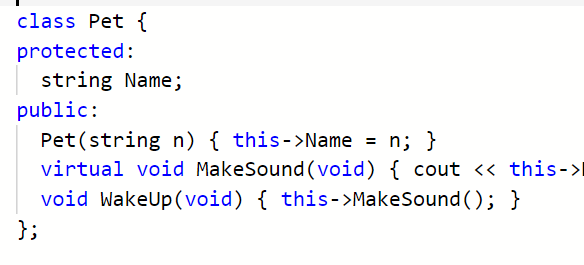 class Pet {
protected:
  string Name;
public:
  Pet(string n) { this->Name = n; }
  virtual void MakeSound(void) { cout << this->
  void WakeUp(void) { this->MakeSound(); }
};